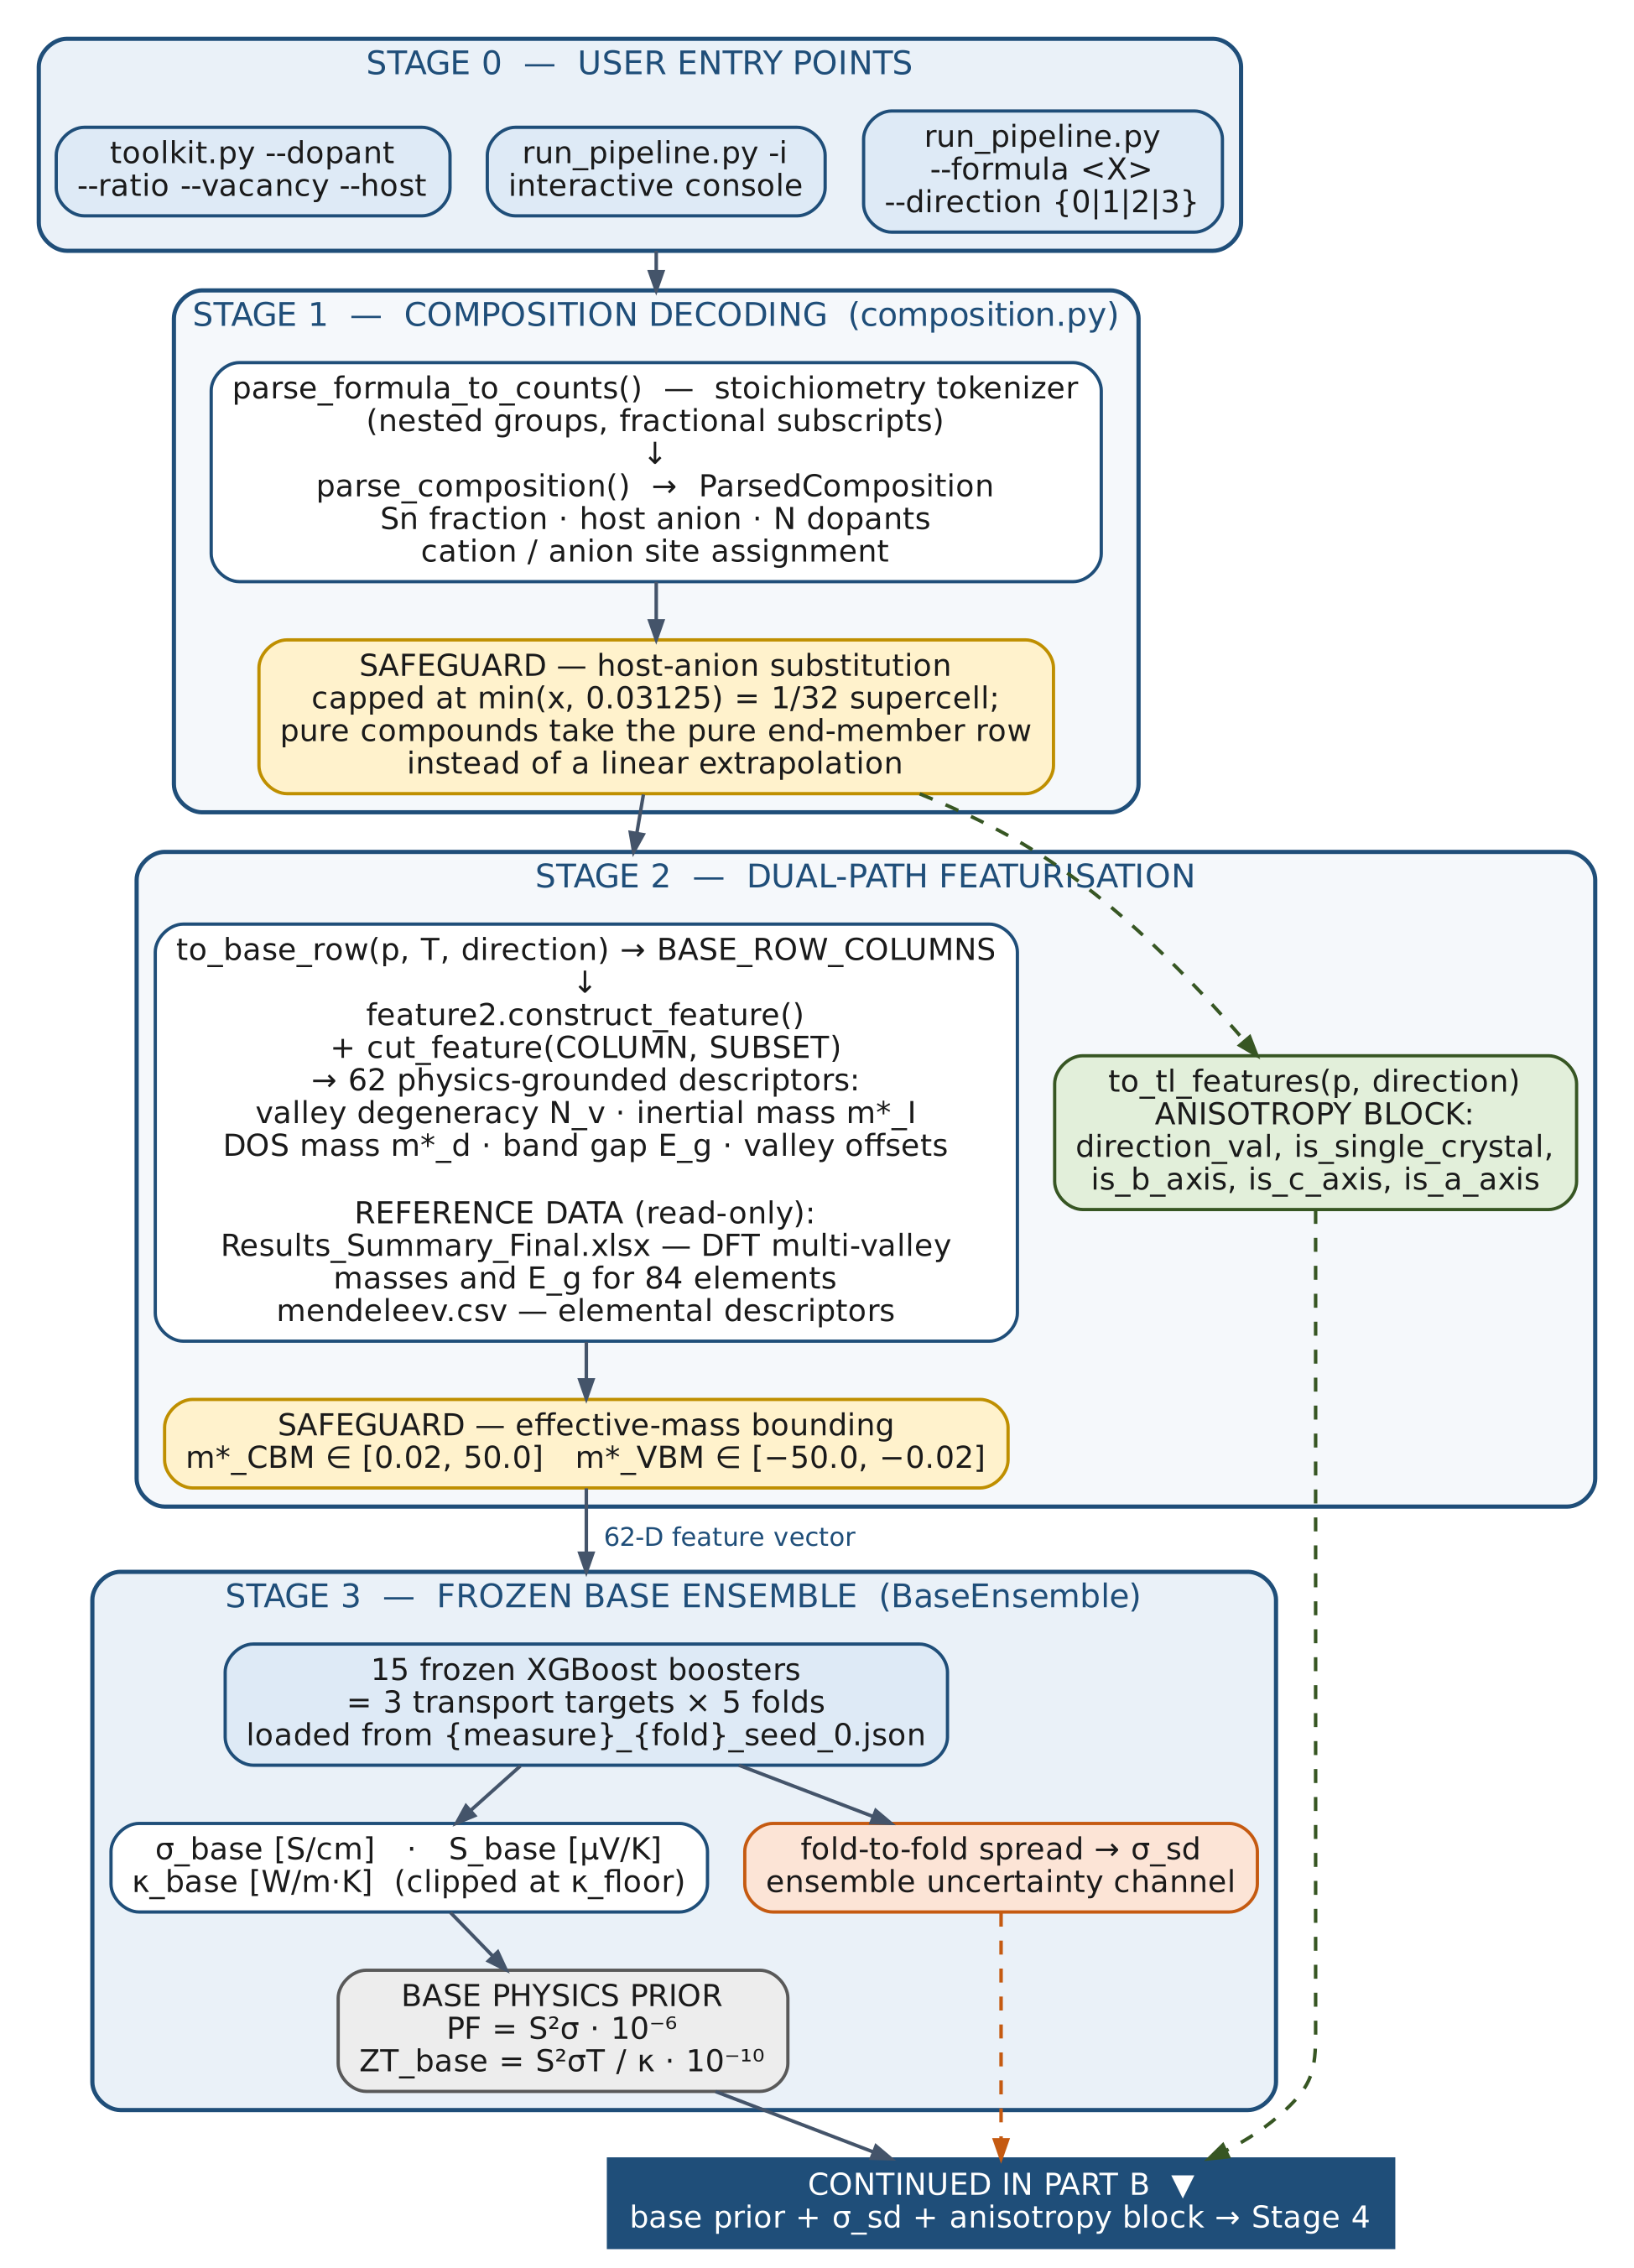 STAGE 0 — USER ENTRY POINTS
toolkit.py --dopant
--ratio --vacancy --host
run_pipeline.py -i
interactive console
run_pipeline.py
--formula <X>
--direction {0|1|2|3}
STAGE 1 — COMPOSITION DECODING (composition.py)
parse_formula_to_counts() — stoichiometry tokenizer
(nested groups, fractional subscripts)
↓
parse_composition() → ParsedComposition
Sn fraction · host anion · N dopants
cation / anion site assignment
SAFEGUARD — host-anion substitution
capped at min(x, 0.03125) = 1/32 supercell;
pure compounds take the pure end-member row
instead of a linear extrapolation
STAGE 2 — DUAL-PATH FEATURISATION
to_base_row(p, T, direction) → BASE_ROW_COLUMNS
↓
feature2.construct_feature()
+ cut_feature(COLUMN, SUBSET)
→ 62 physics-grounded descriptors:
valley degeneracy N_v · inertial mass m*_I
DOS mass m*_d · band gap E_g · valley offsets
REFERENCE DATA (read-only):
Results_Summary_Final.xlsx — DFT multi-valley
masses and E_g for 84 elements
mendeleev.csv — elemental descriptors
to_tl_features(p, direction)
ANISOTROPY BLOCK:
direction_val, is_single_crystal,
is_b_axis, is_c_axis, is_a_axis
SAFEGUARD — effective-mass bounding
m*_CBM ∈ [0.02, 50.0] m*_VBM ∈ [−50.0, −0.02]
62-D feature vector
STAGE 3 — FROZEN BASE ENSEMBLE (BaseEnsemble)
15 frozen XGBoost boosters
= 3 transport targets × 5 folds
loaded from {measure}_{fold}_seed_0.json
σ_base [S/cm] · S_base [μV/K]
κ_base [W/m·K] (clipped at κ_floor)
fold-to-fold spread → σ_sd
ensemble uncertainty channel
BASE PHYSICS PRIOR
PF = S²σ · 10⁻⁶
ZT_base = S²σT / κ · 10⁻¹⁰
CONTINUED IN PART B ▼
base prior + σ_sd + anisotropy block → Stage 4